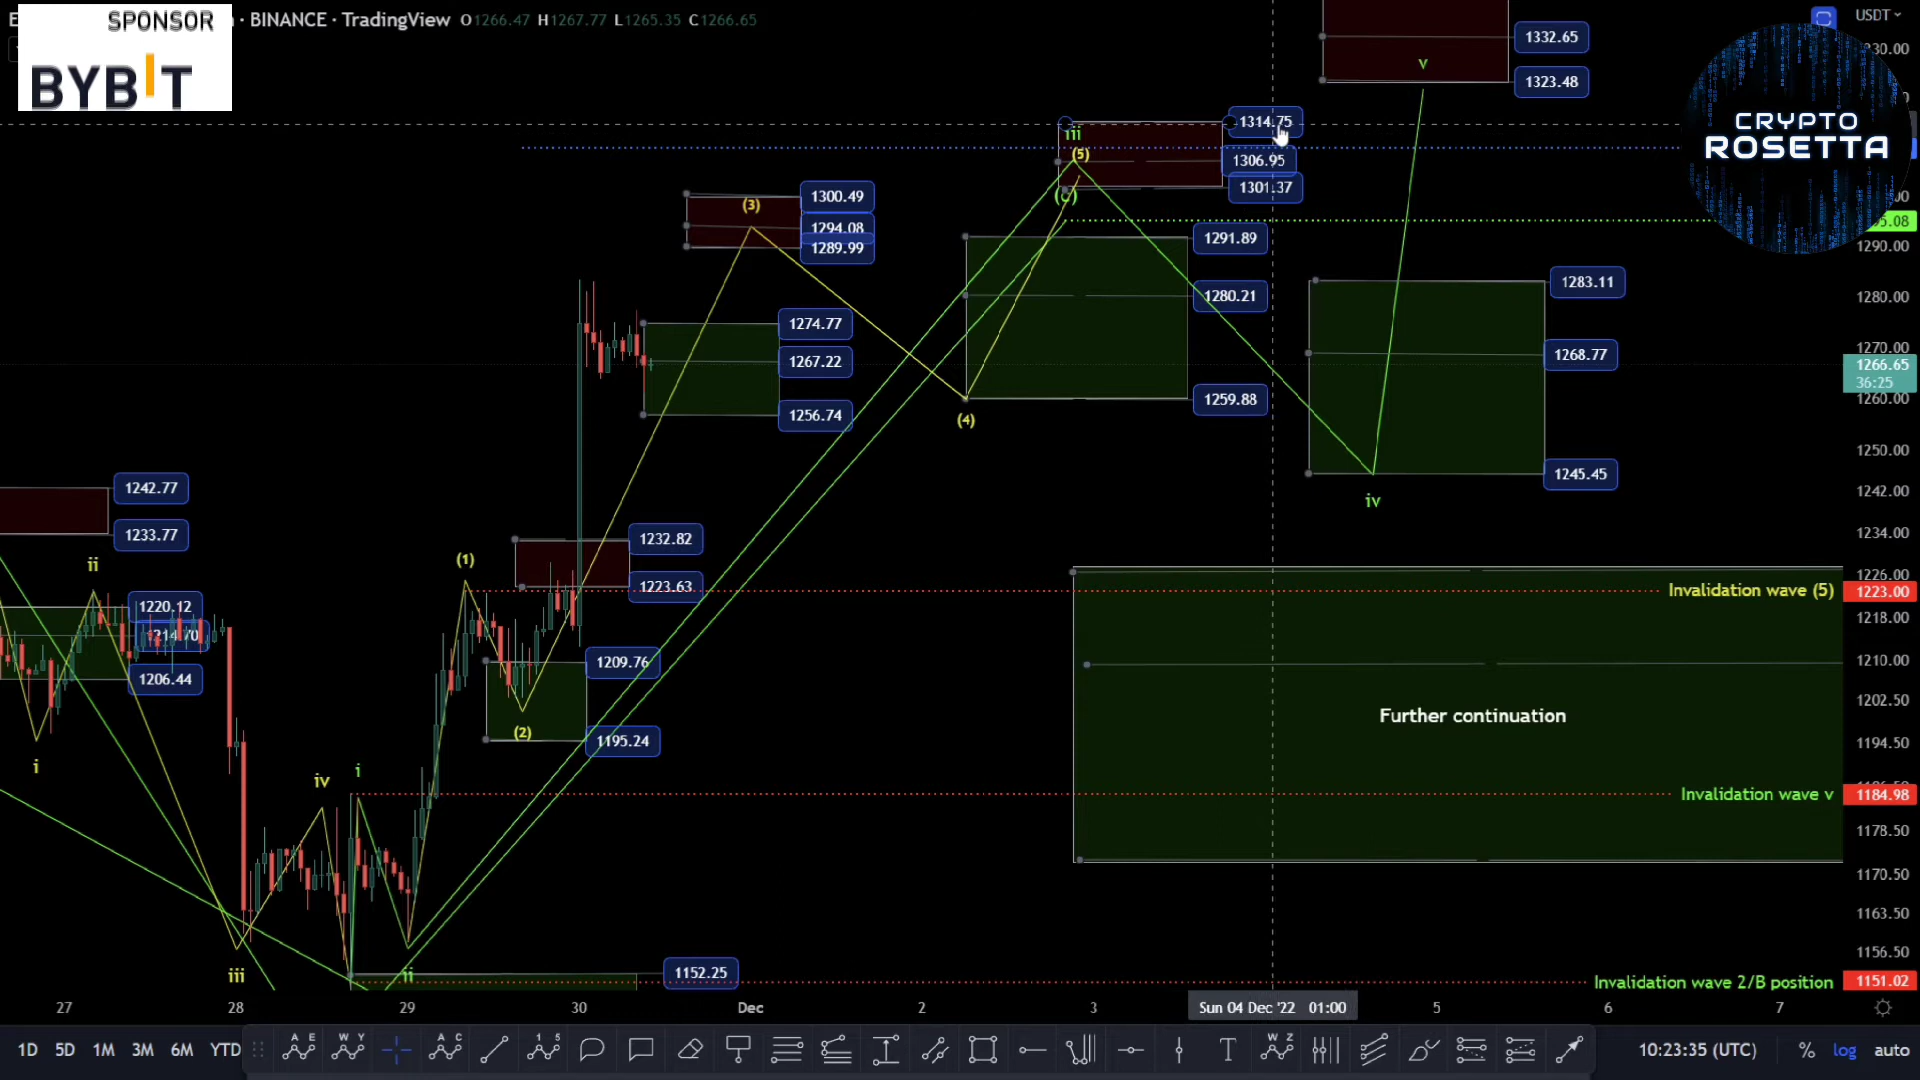 SPONSOR
BYBIT
· BINANCE · TradingView O1266.47 H1267.77 L1265.35 C1266.65
USDT
CRYPTO
ROSETTA
1332.65
v
1323.48
1314.75
iii
(5)
1306.95
1301.37
(C)
1300.49
(3)
1294.08
1289.99
1291.89
1290.00
1283.11
1280.21
1280.00
1274.77
1270.00
1267.22
1268.77
1266.65
36:25
1256.74
1259.88
1260.00
(4)
1250.00
1245.45
iv
1242.77
1242.00
1233.77
1232.82
1234.00
(1)
ii
1223.63
1226.00
Invalidation wave (5)
1223.00
1220.12
1214.70
1218.00
1209.76
1210.00
1206.44
1202.50
Further continuation
(2)
1195.24
1194.50
i
iv
i
Invalidation wave v
1184.98
1178.50
1170.50
1163.50
1156.50
iii
ii
1152.25
Invalidation wave 2/B position
1151.02
27
28
29
30
Dec
2
3
Sun 04 Dec '22 01:00
5
6
7
1D 5D 1M 3M 6M YTD
10:23:35 (UTC)
%
log
auto